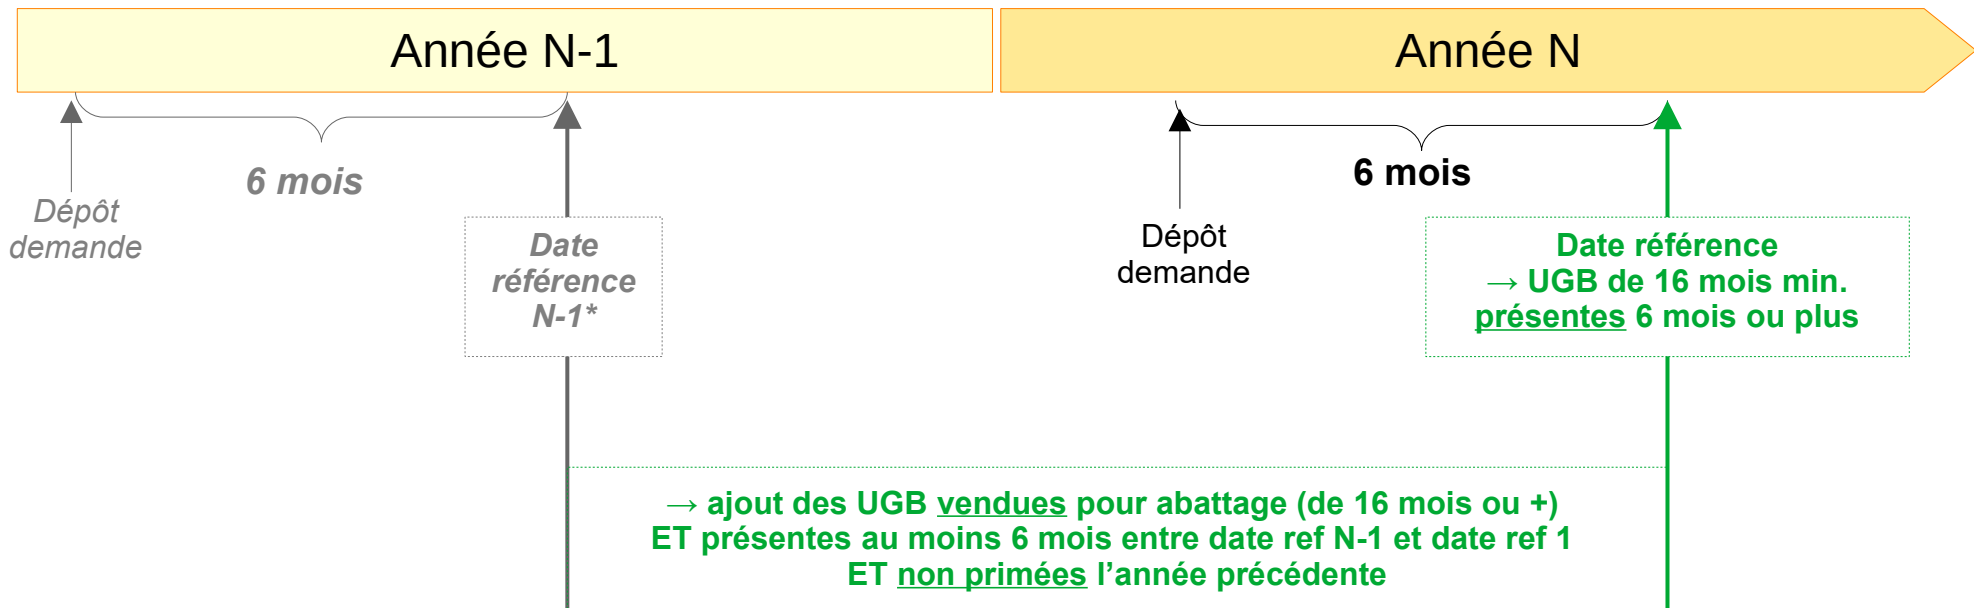 Année N-1
Année N
6 mois
6 mois
Dépôt
demande
Date
référence
N-1*
Dépôt
demande
Date référence
→ UGB de 16 mois min.
présentes 6 mois ou plus
→ ajout des UGB vendues pour abattage (de 16 mois ou +)
ET présentes au moins 6 mois entre date ref N-1 et date ref 1
ET non primées l’année précédente